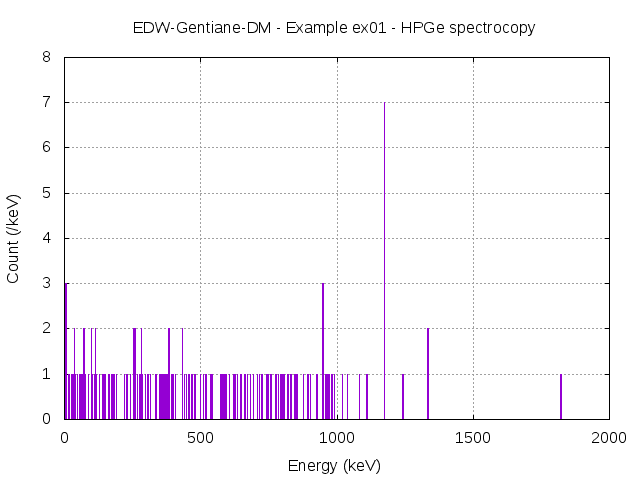 EDW-Gentiane-DM - Example ex01 - HPGe spectrocopy
8
7
6
5
4
3
2
1
0
Count (/keV)
0 500 1000 1500 2000
Energy (keV)